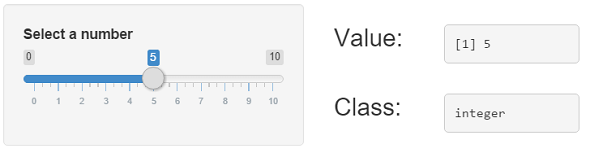 Select a number
0 5 10
0 1 2 3 4 5 6 7 8 9 10
Value:
[1] 5
Class:
integer